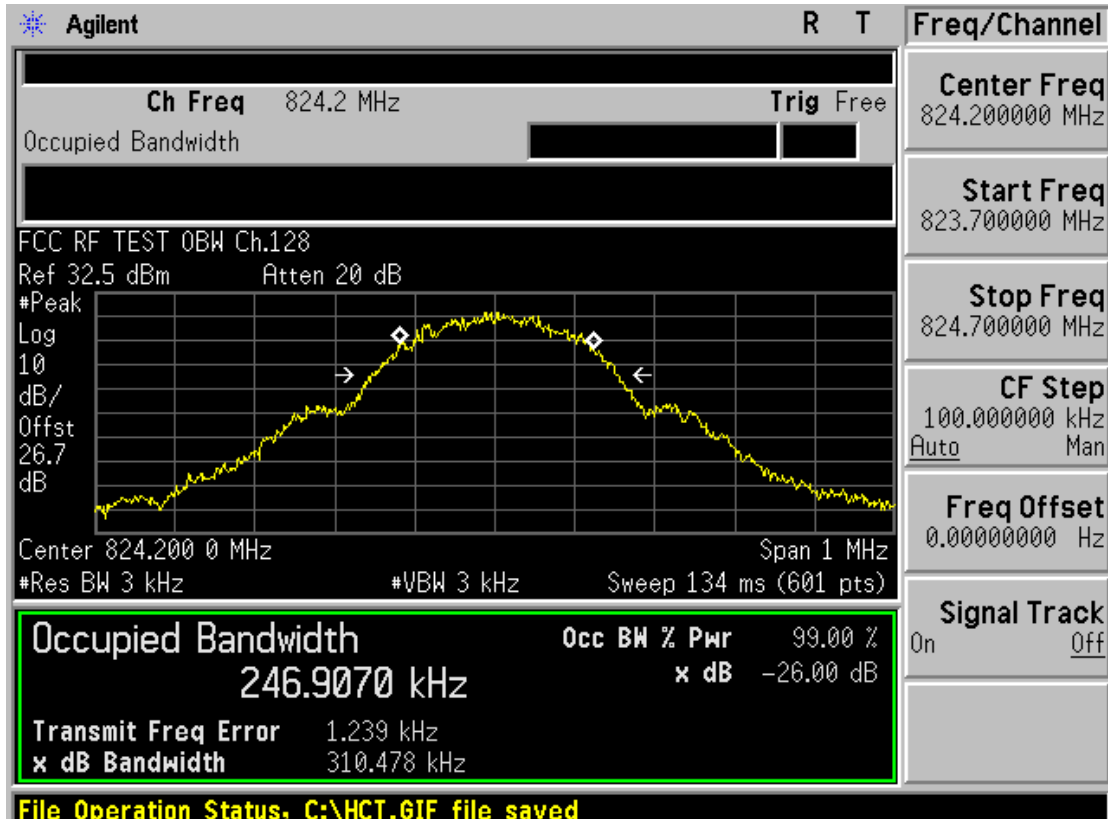 Agilent R T Freq/Channel
Ch Freq 824.2 MHz Trig Free
Occupied Bandwidth
Center Freq
824.200000 MHz
Start Freq
823.700000 MHz
Stop Freq
824.700000 MHz
CF Step
100.000000 kHz
Auto Man
Freq Offset
0.00000000 Hz
Signal Track
On Off
FCC RF TEST OBW Ch.128
Ref 32.5 dBm Atten 20 dB
#Peak
Log
10
dB/
Offst
26.7
dB
Center 824.200 0 MHz Span 1 MHz
#Res BW 3 kHz #VBW 3 kHz Sweep 134 ms (601 pts)
Occupied Bandwidth Occ BW % Pwr 99.00 %
246.9070 kHz x dB -26.00 dB
Transmit Freq Error 1.239 kHz
x dB Bandwidth 310.478 kHz
File Operation Status, C:\HCT.GIF file saved